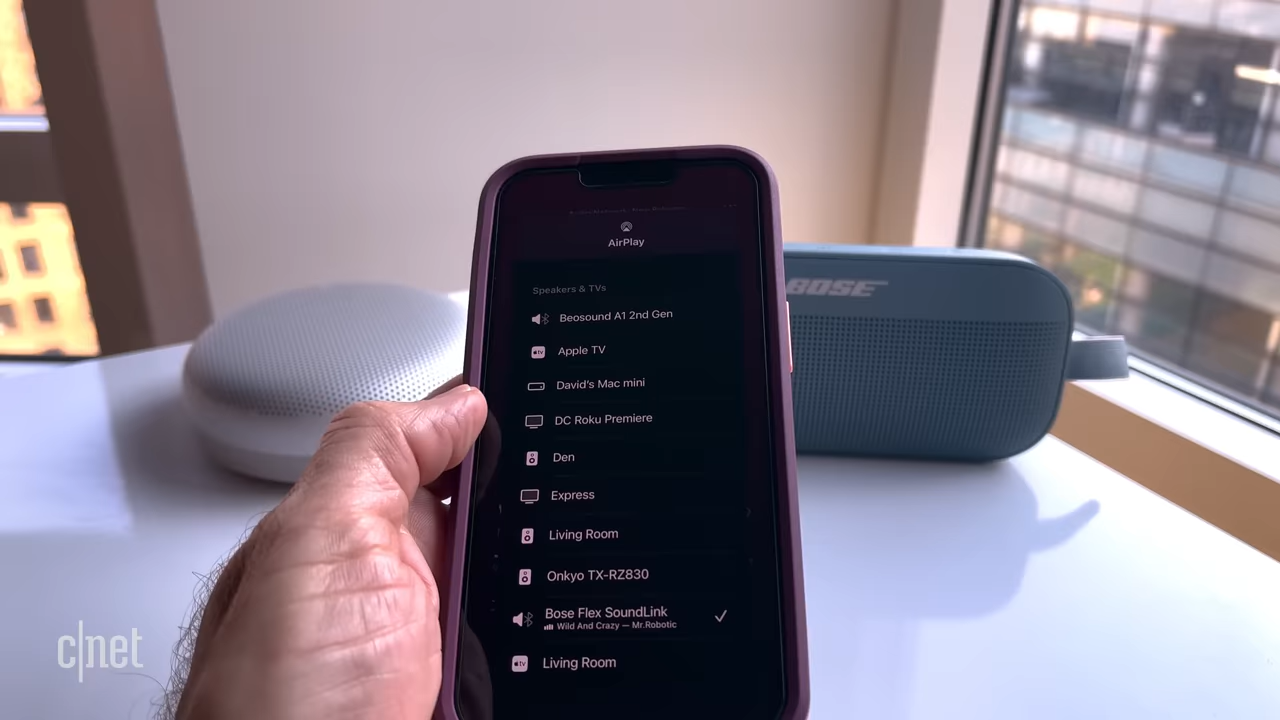 AirPlay
Speakers & TVs
Beosound A1 2nd Gen
Apple TV
David's Mac mini
DC Roku Premiere
Den
Express
Living Room
Onkyo TX-RZ830
Bose Flex SoundLink
Wild And Crazy — Mr.Robotic
Living Room
BOSE
c|net